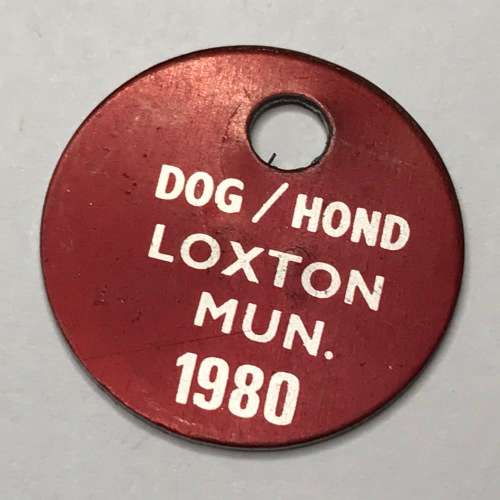 DOG / HOND
LOXTON
MUN.
1980